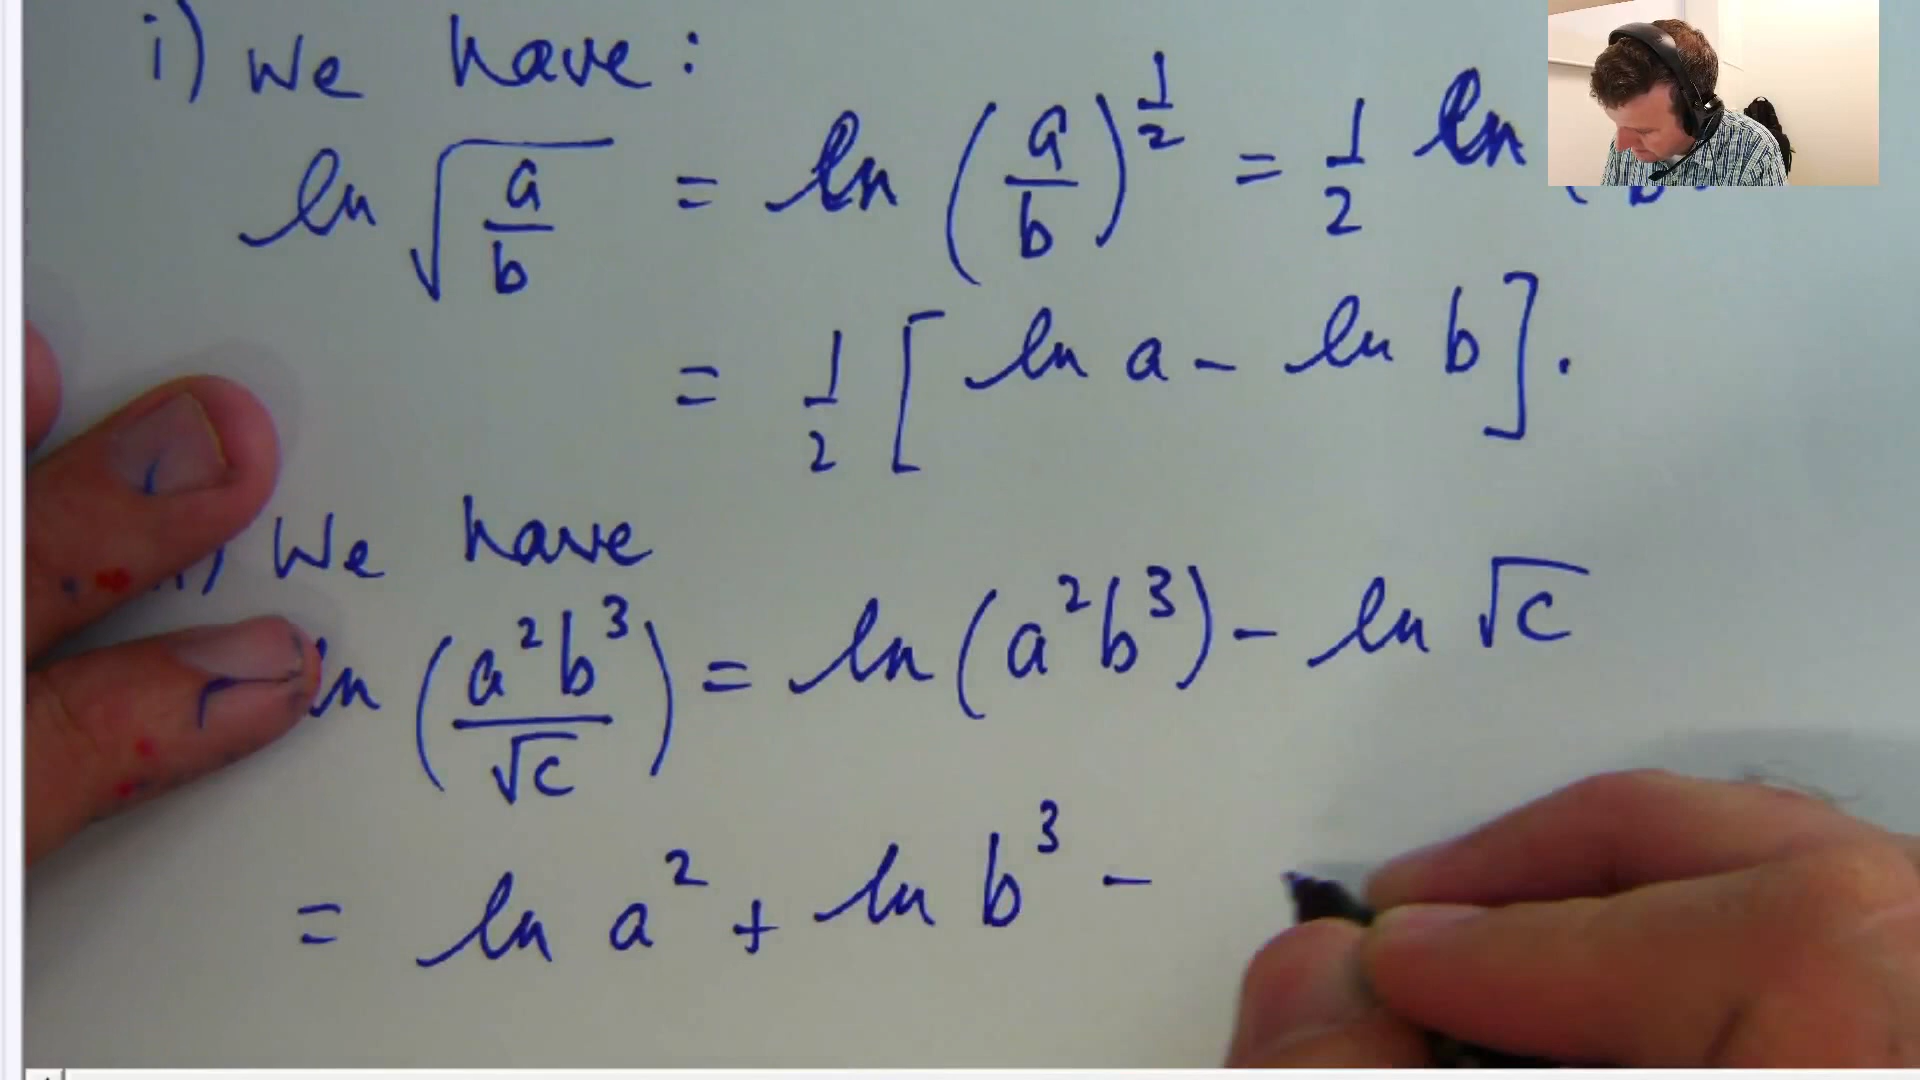 i) We have:
ln √(a/b) = ln (a/b)^(1/2) = 1/2 ln (
= 1/2 [ ln a - ln b ].
) We have
ln (a²b³/√c) = ln (a²b³) - ln √c
= ln a² + ln b³ -